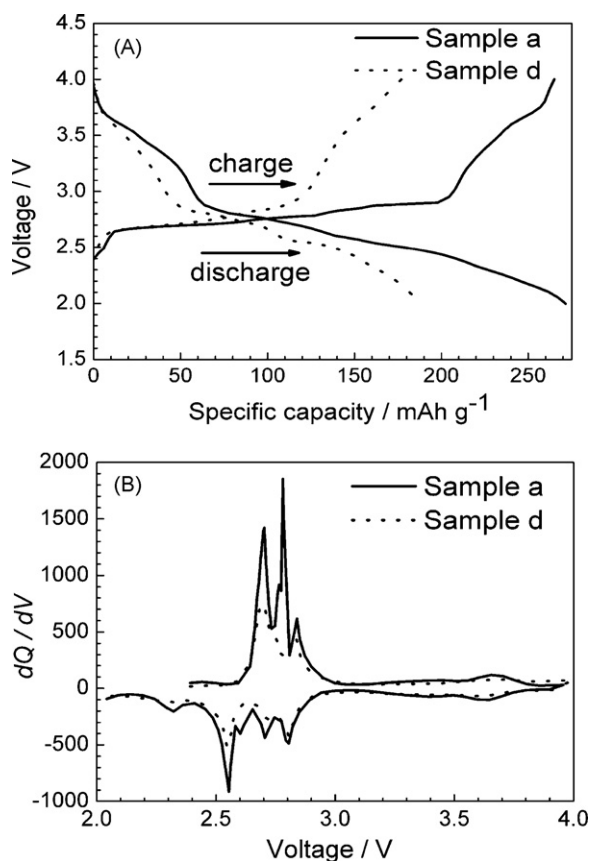 (A)
Sample a
Sample d
charge
discharge
Voltage / V
4.5
4.0
3.5
3.0
2.5
2.0
1.5
0 50 100 150 200 250
Specific capacity / mAh g⁻¹
(B)
Sample a
Sample d
dQ / dV
2000
1500
1000
500
0
-500
-1000
2.0 2.5 3.0 3.5 4.0
Voltage / V